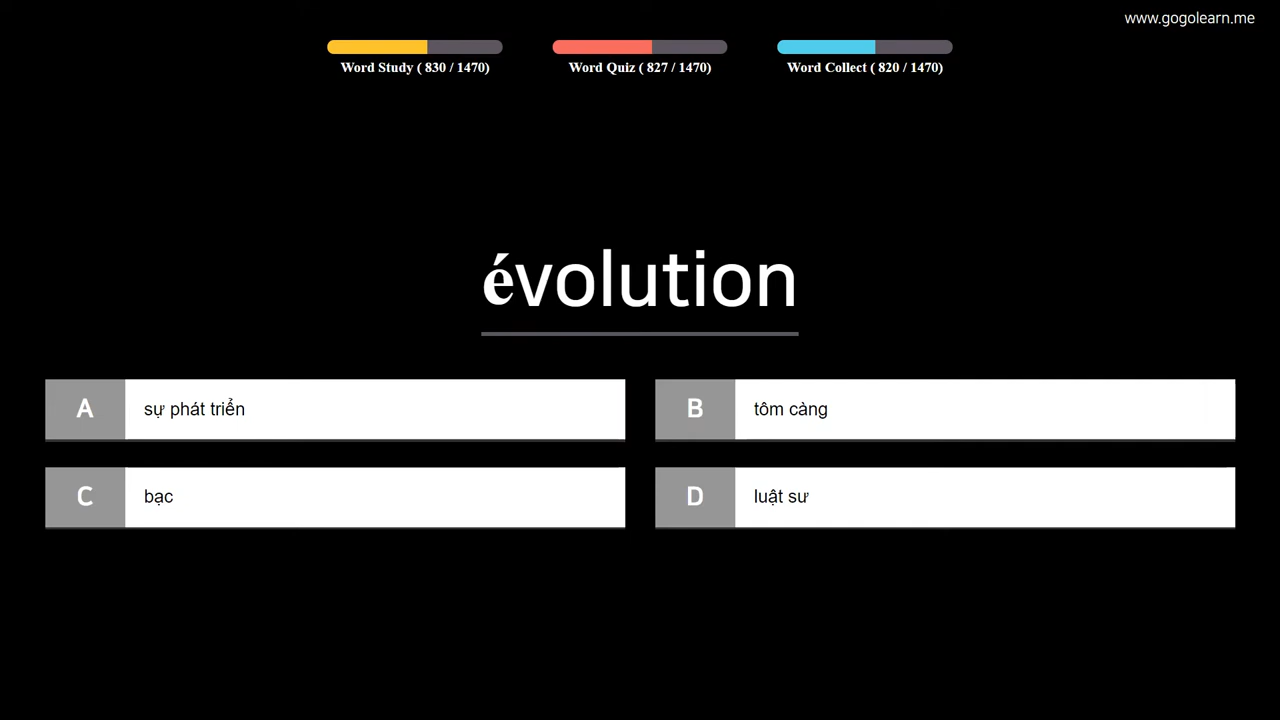 www.gogolearn.me
Word Study ( 830 / 1470)
Word Quiz ( 827 / 1470)
Word Collect ( 820 / 1470)
évolution
A
sự phát triển
B
tôm càng
C
bạc
D
luật sư